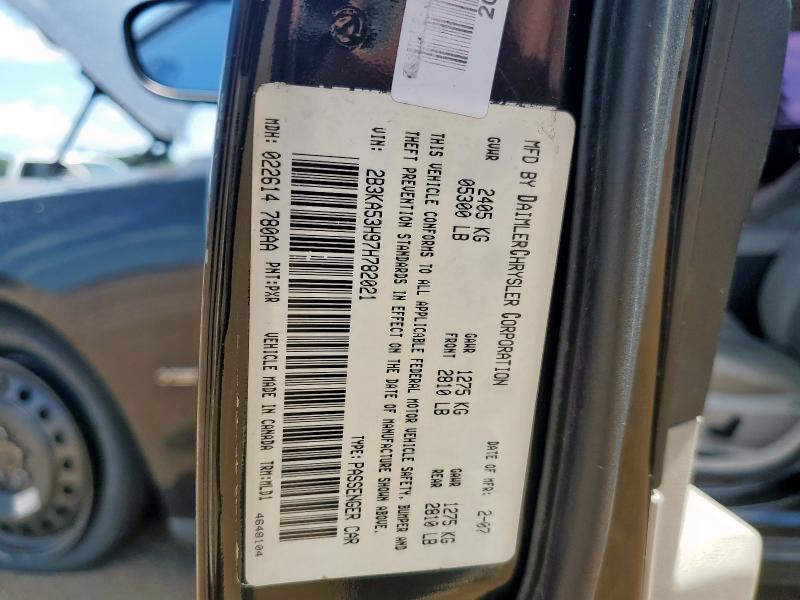 MFD BY DAIMLERCHRYSLER CORPORATION
DATE OF MFR: 2-07
GVWR 2405 KG
05300 LB
GAWR FRONT 1275 KG
2810 LB
GAWR REAR 1275 KG
2810 LB
THIS VEHICLE CONFORMS TO ALL APPLICABLE FEDERAL MOTOR VEHICLE SAFETY, BUMPER AND
THEFT PREVENTION STANDARDS IN EFFECT ON THE DATE OF MANUFACTURE SHOWN ABOVE.
VIN: 2B3KA53H97H782021
TYPE: PASSENGER CAR
MDH: 022614 780AA PNT:PXR VEHICLE MADE IN CANADA TRM:MLD1
4648104